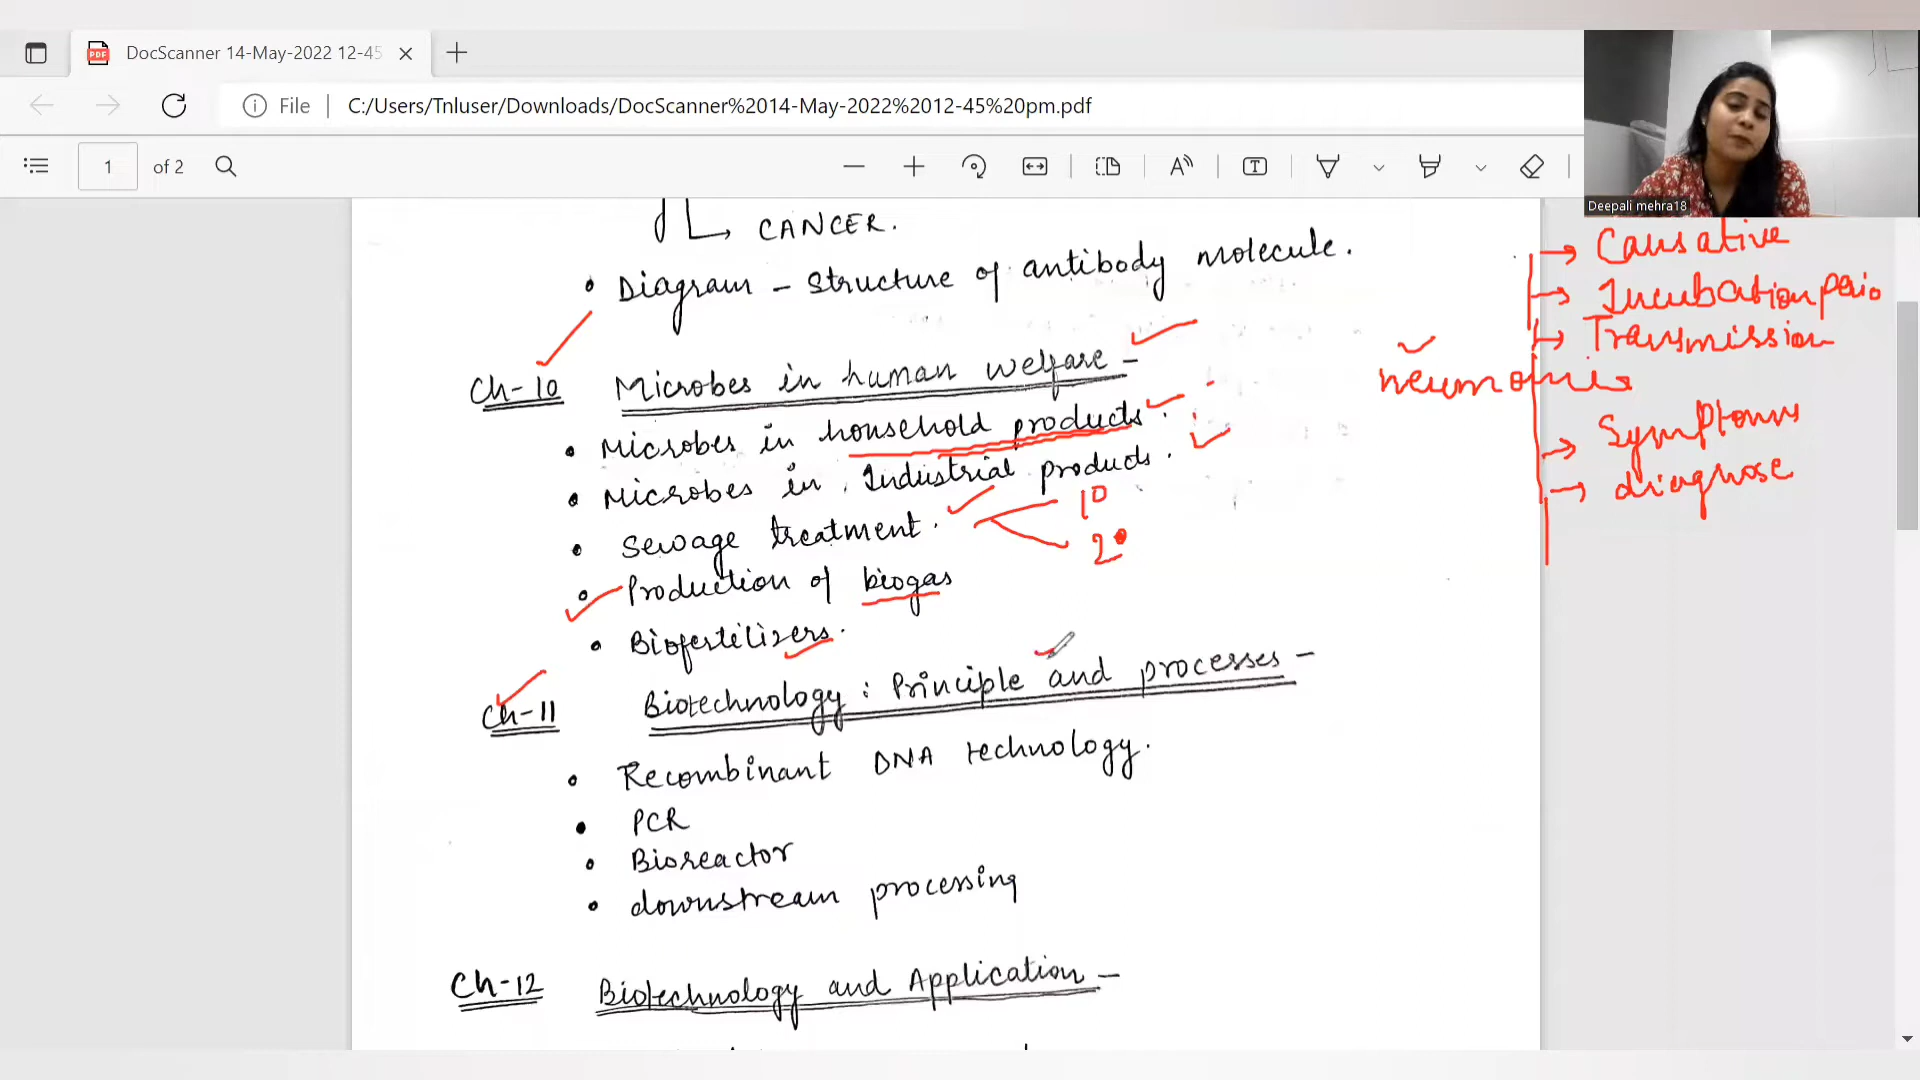 DocScanner 14-May-2022 12-45
File C:/Users/Tnluser/Downloads/DocScanner%2014-May-2022%2012-45%20pm.pdf
1 of 2
Deepali mehra18
CANCER.
• Diagram - Structure of antibody molecule.
Ch-10 Microbes in human welfare -
• Microbes in household products.
• Microbes in Industrial products.
• Sewage treatment.
1°
2°
• Production of biogas
• Biofertilizers.
Ch-11 Biotechnology: Principle and processes -
• Recombinant DNA technology.
• PCR
• Bioreactor
• downstream processing
Ch-12 Biotechnology and Application -
→ Causative
→ Incubation perio
→ Transmission
neumonia
→ Symptoms
→ diagnose